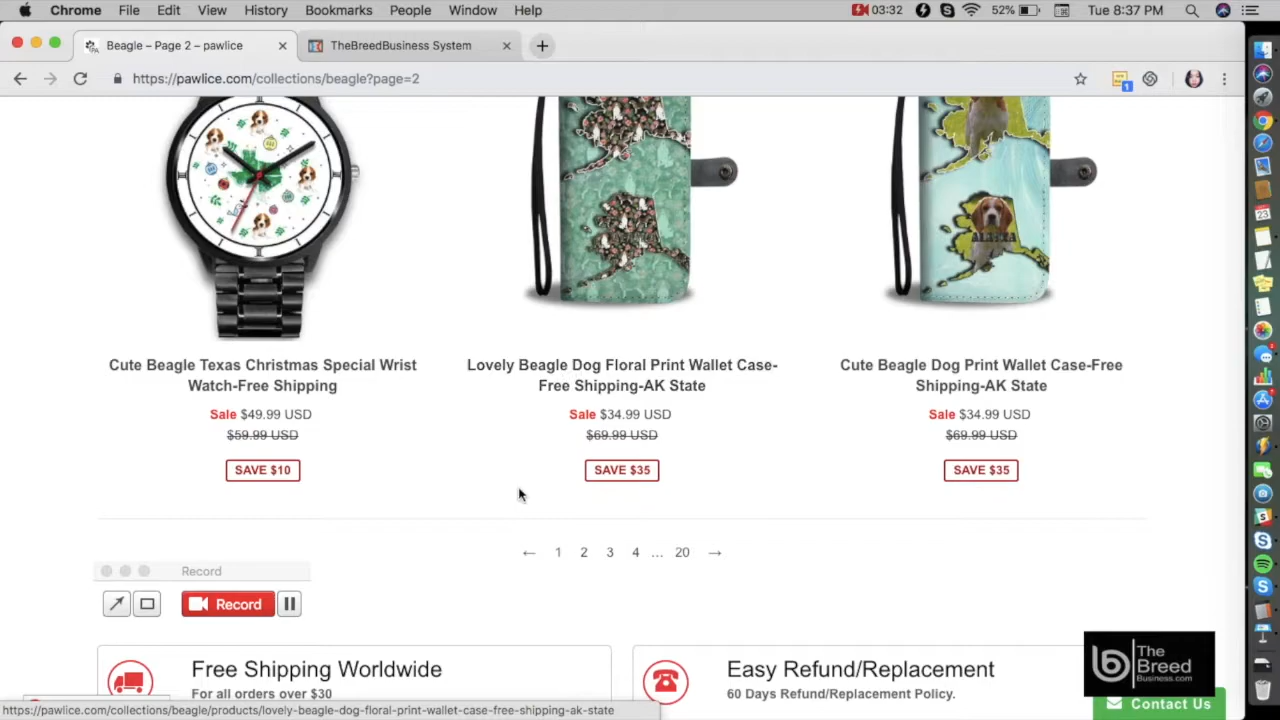 Chrome File Edit View History Bookmarks People Window Help 03:32 52% Tue 8:37 PM
Beagle – Page 2 – pawlice
TheBreedBusiness System
https://pawlice.com/collections/beagle?page=2
1
23
ALASKA
Cute Beagle Texas Christmas Special Wrist
Watch-Free Shipping
Sale $49.99 USD
$59.99 USD
SAVE $10
Lovely Beagle Dog Floral Print Wallet Case-
Free Shipping-AK State
Sale $34.99 USD
$69.99 USD
SAVE $35
Cute Beagle Dog Print Wallet Case-Free
Shipping-AK State
Sale $34.99 USD
$69.99 USD
SAVE $35
← 1 2 3 4 ... 20 →
Record
Record
Free Shipping Worldwide
For all orders over $30
Easy Refund/Replacement
60 Days Refund/Replacement Policy.
The
Breed
Business.com
Contact Us
https://pawlice.com/collections/beagle/products/lovely-beagle-dog-floral-print-wallet-case-free-shipping-ak-state